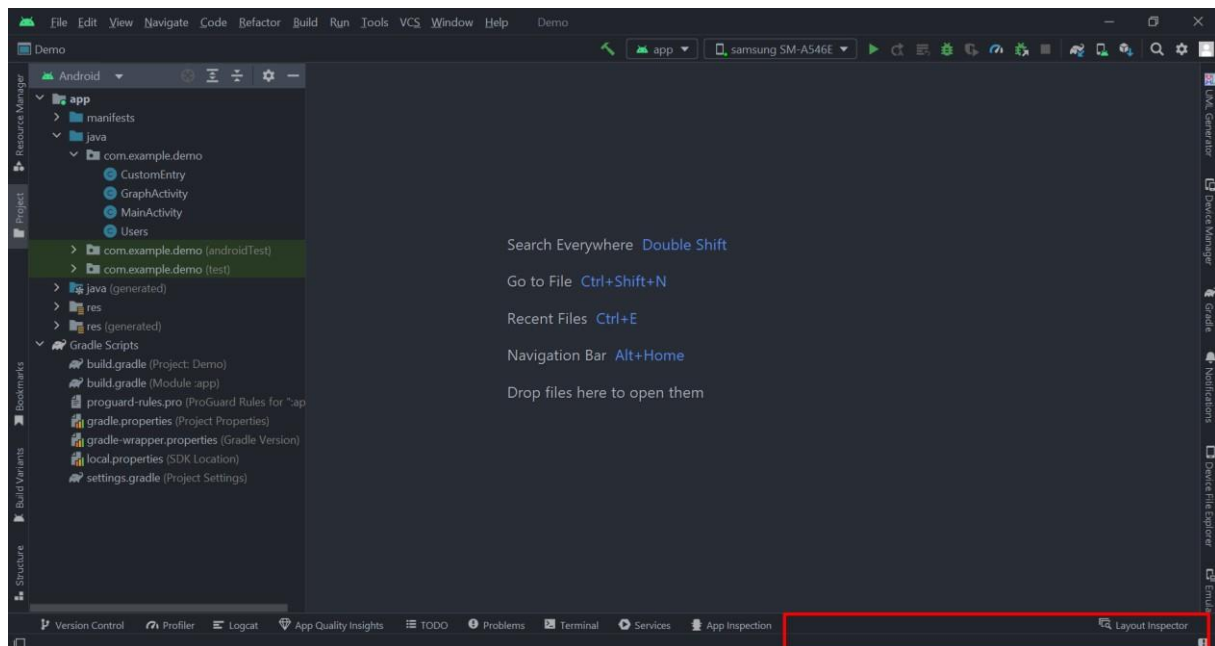 File Edit View Navigate Code Refactor Build Run Tools VCS Window Help Demo
Demo
app
samsung SM-A546E
Android
app
manifests
java
com.example.demo
CustomEntry
GraphActivity
MainActivity
Users
com.example.demo (androidTest)
com.example.demo (test)
java (generated)
res
res (generated)
Gradle Scripts
build.gradle (Project: Demo)
build.gradle (Module :app)
proguard-rules.pro (ProGuard Rules for ":ap
gradle.properties (Project Properties)
gradle-wrapper.properties (Gradle Version)
local.properties (SDK Location)
settings.gradle (Project Settings)
Resource Manager
Project
Bookmarks
Build Variants
Structure
Search Everywhere Double Shift
Go to File Ctrl+Shift+N
Recent Files Ctrl+E
Navigation Bar Alt+Home
Drop files here to open them
UML Generator
Device Manager
Gradle
Notifications
Device File Explorer
Emula
Version Control Profiler Logcat App Quality Insights TODO Problems Terminal Services App Inspection Layout Inspector